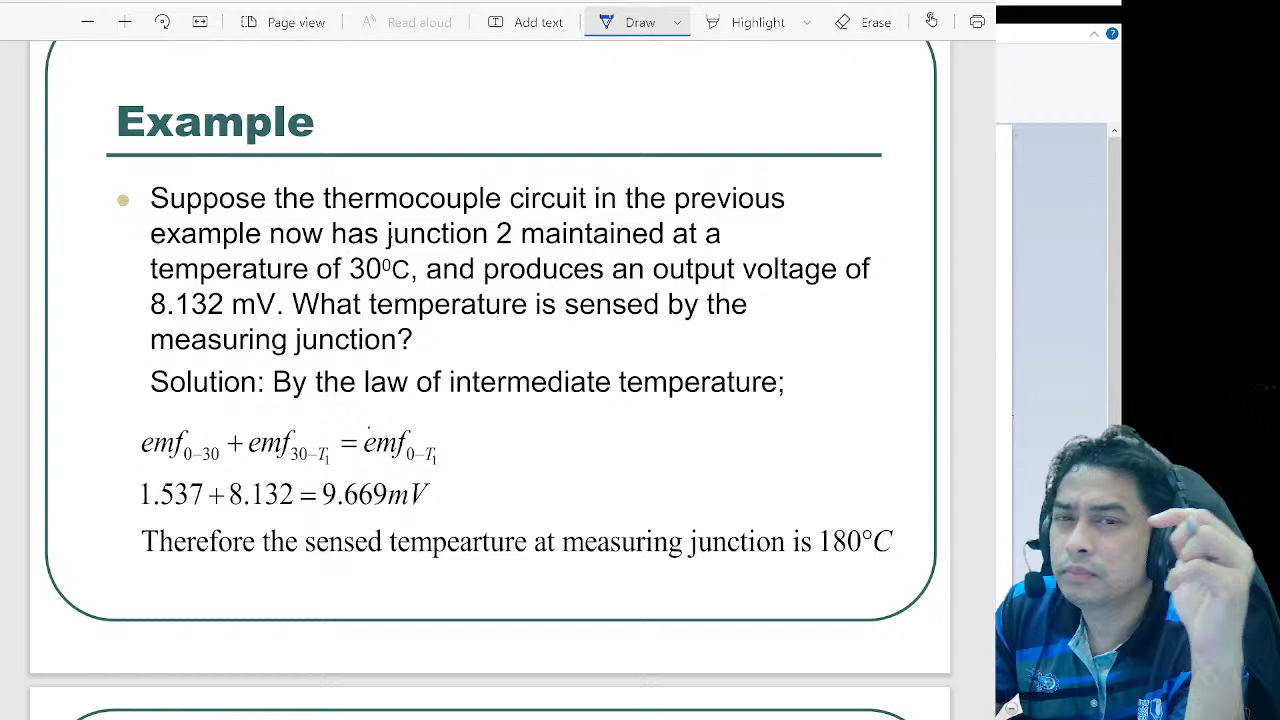 Page view
Read aloud
Add text
Draw
Highlight
Erase
Example
Suppose the thermocouple circuit in the previous
example now has junction 2 maintained at a
temperature of 30⁰C, and produces an output voltage of
8.132 mV. What temperature is sensed by the
measuring junction?
Solution: By the law of intermediate temperature;
emf₀₋₃₀ + emf₃₀₋T₁ = emf₀₋T₁
1.537 + 8.132 = 9.669mV
Therefore the sensed tempearture at measuring junction is 180°C